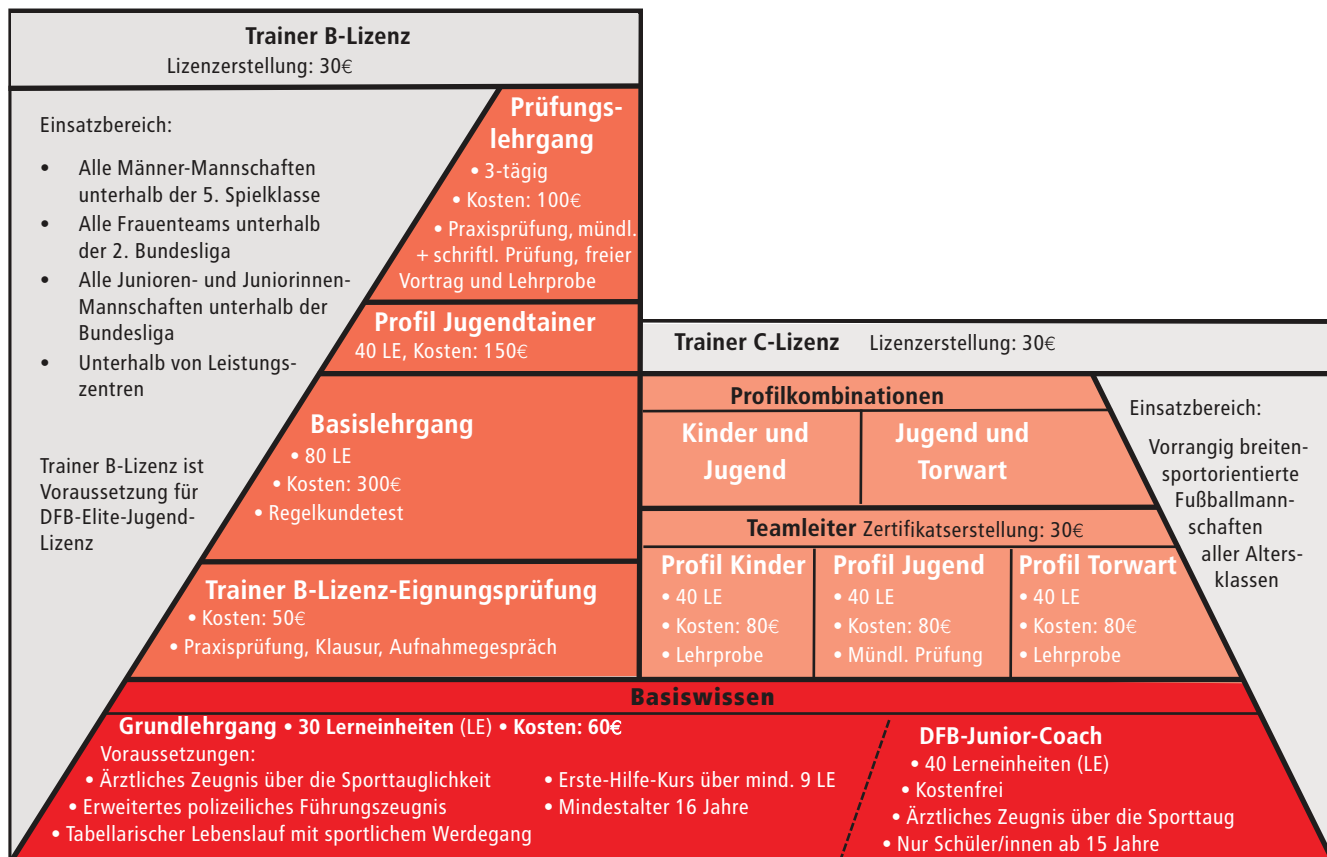 Trainer B-Lizenz
Lizenzerstellung: 30€
Einsatzbereich:
• Alle Männer-Mannschaften
unterhalb der 5. Spielklasse
• Alle Frauenteams unterhalb
der 2. Bundesliga
• Alle Junioren- und Juniorinnen-
Mannschaften unterhalb der
Bundesliga
• Unterhalb von Leistungs-
zentren
Trainer B-Lizenz ist
Voraussetzung für
DFB-Elite-Jugend-
Lizenz
Prüfungs-
lehrgang
• 3-tägig
• Kosten: 100€
• Praxisprüfung, mündl.
+ schriftl. Prüfung, freier
Vortrag und Lehrprobe
Profil Jugendtainer
40 LE, Kosten: 150€
Basislehrgang
• 80 LE
• Kosten: 300€
• Regelkundetest
Trainer B-Lizenz-Eignungsprüfung
• Kosten: 50€
• Praxisprüfung, Klausur, Aufnahmegespräch
Trainer C-Lizenz Lizenzerstellung: 30€
Profilkombinationen
Kinder und
Jugend
Jugend und
Torwart
Teamleiter Zertifikatserstellung: 30€
Profil Kinder
• 40 LE
• Kosten: 80€
• Lehrprobe
Profil Jugend
• 40 LE
• Kosten: 80€
• Mündl. Prüfung
Profil Torwart
• 40 LE
• Kosten: 80€
• Lehrprobe
Einsatzbereich:
Vorrangig breiten-
sportorientierte
Fußballmann-
schaften
aller Alters-
klassen
Basiswissen
Grundlehrgang • 30 Lerneinheiten (LE) • Kosten: 60€
Voraussetzungen:
• Ärztliches Zeugnis über die Sporttauglichkeit
• Erweitertes polizeiliches Führungszeugnis
• Tabellarischer Lebenslauf mit sportlichem Werdegang
• Erste-Hilfe-Kurs über mind. 9 LE
• Mindestalter 16 Jahre
DFB-Junior-Coach
• 40 Lerneinheiten (LE)
• Kostenfrei
• Ärztliches Zeugnis über die Sporttaug
• Nur Schüler/innen ab 15 Jahre